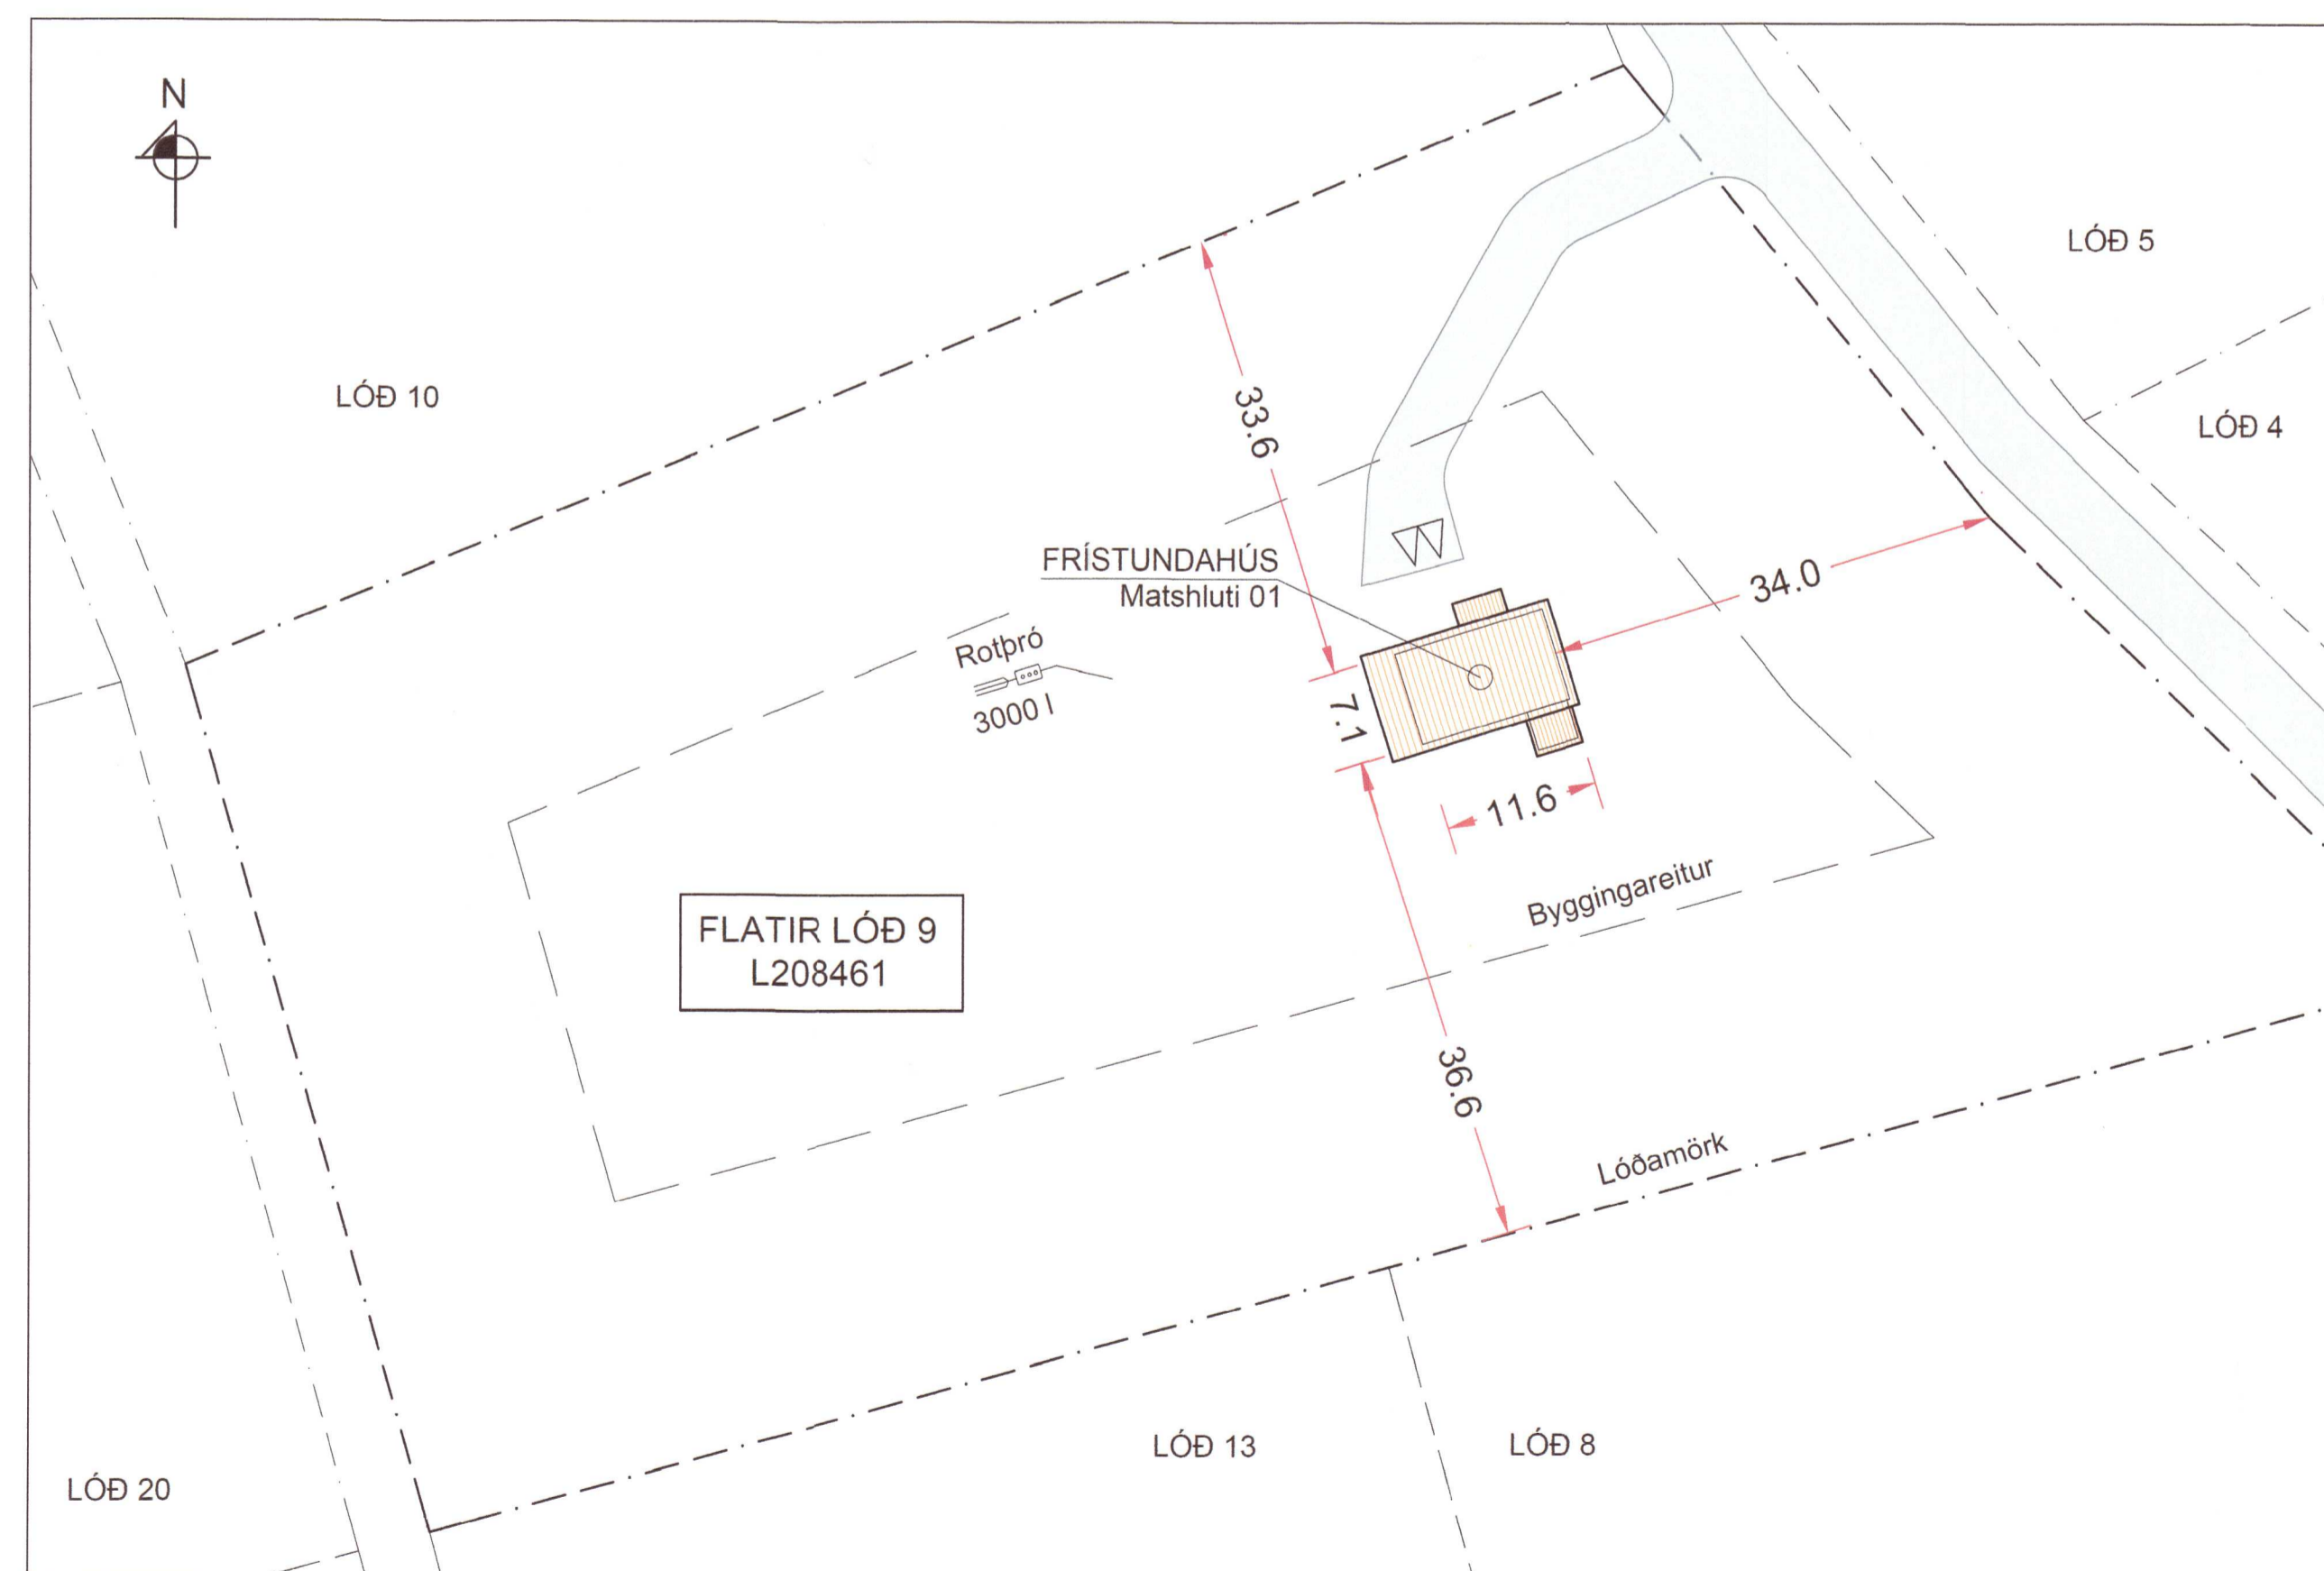 N
LÓÐ 5
LÓÐ 10
LÓÐ 4
33.6
FRÍSTUNDAHÚS
Matshluti 01
34.0
Rotþró
3000 l
7.1
11.6
Byggingareitur
FLATIR LÓÐ 9
L208461
36.6
Lóðamörk
LÓÐ 13
LÓÐ 8
LÓÐ 20